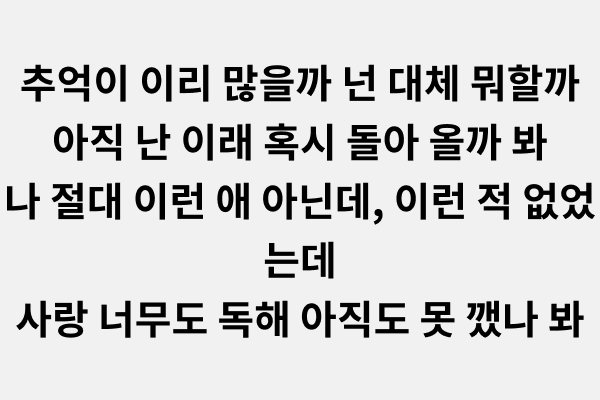 추억이 이리 많을까 넌 대체 뭐할까
아직 난 이래 혹시 돌아 올까 봐
나 절대 이런 애 아닌데, 이런 적 없었
는데
사랑 너무도 독해 아직도 못 깼나 봐